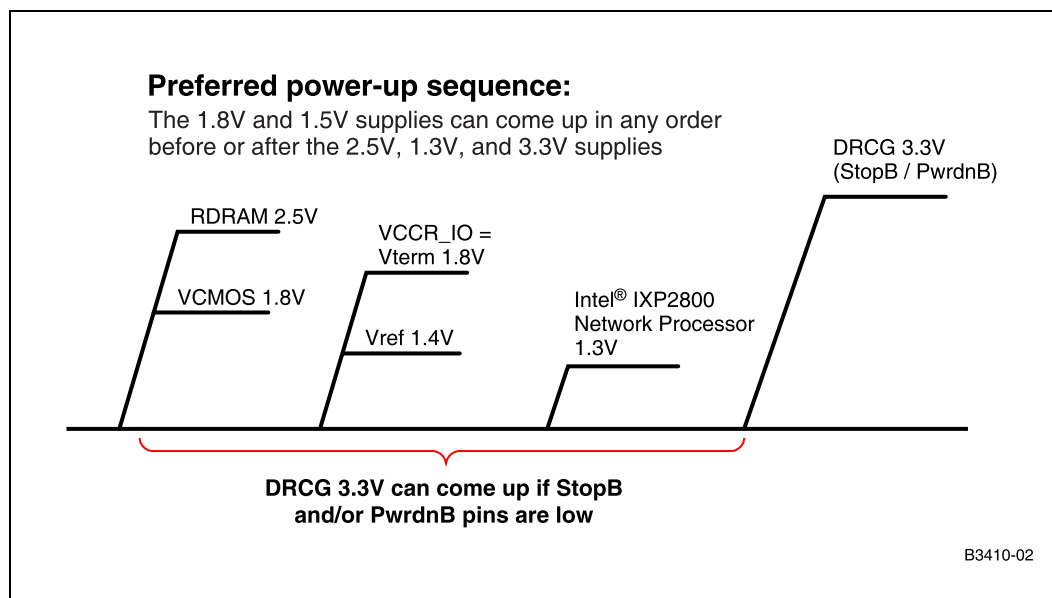 Preferred power-up sequence:
The 1.8V and 1.5V supplies can come up in any order
before or after the 2.5V, 1.3V, and 3.3V supplies
DRCG 3.3V
(StopB / PwrdnB)
RDRAM 2.5V
VCCR_IO =
Vterm 1.8V
VCMOS 1.8V
Intel® IXP2800
Network Processor
1.3V
Vref 1.4V
DRCG 3.3V can come up if StopB
and/or PwrdnB pins are low
B3410-02